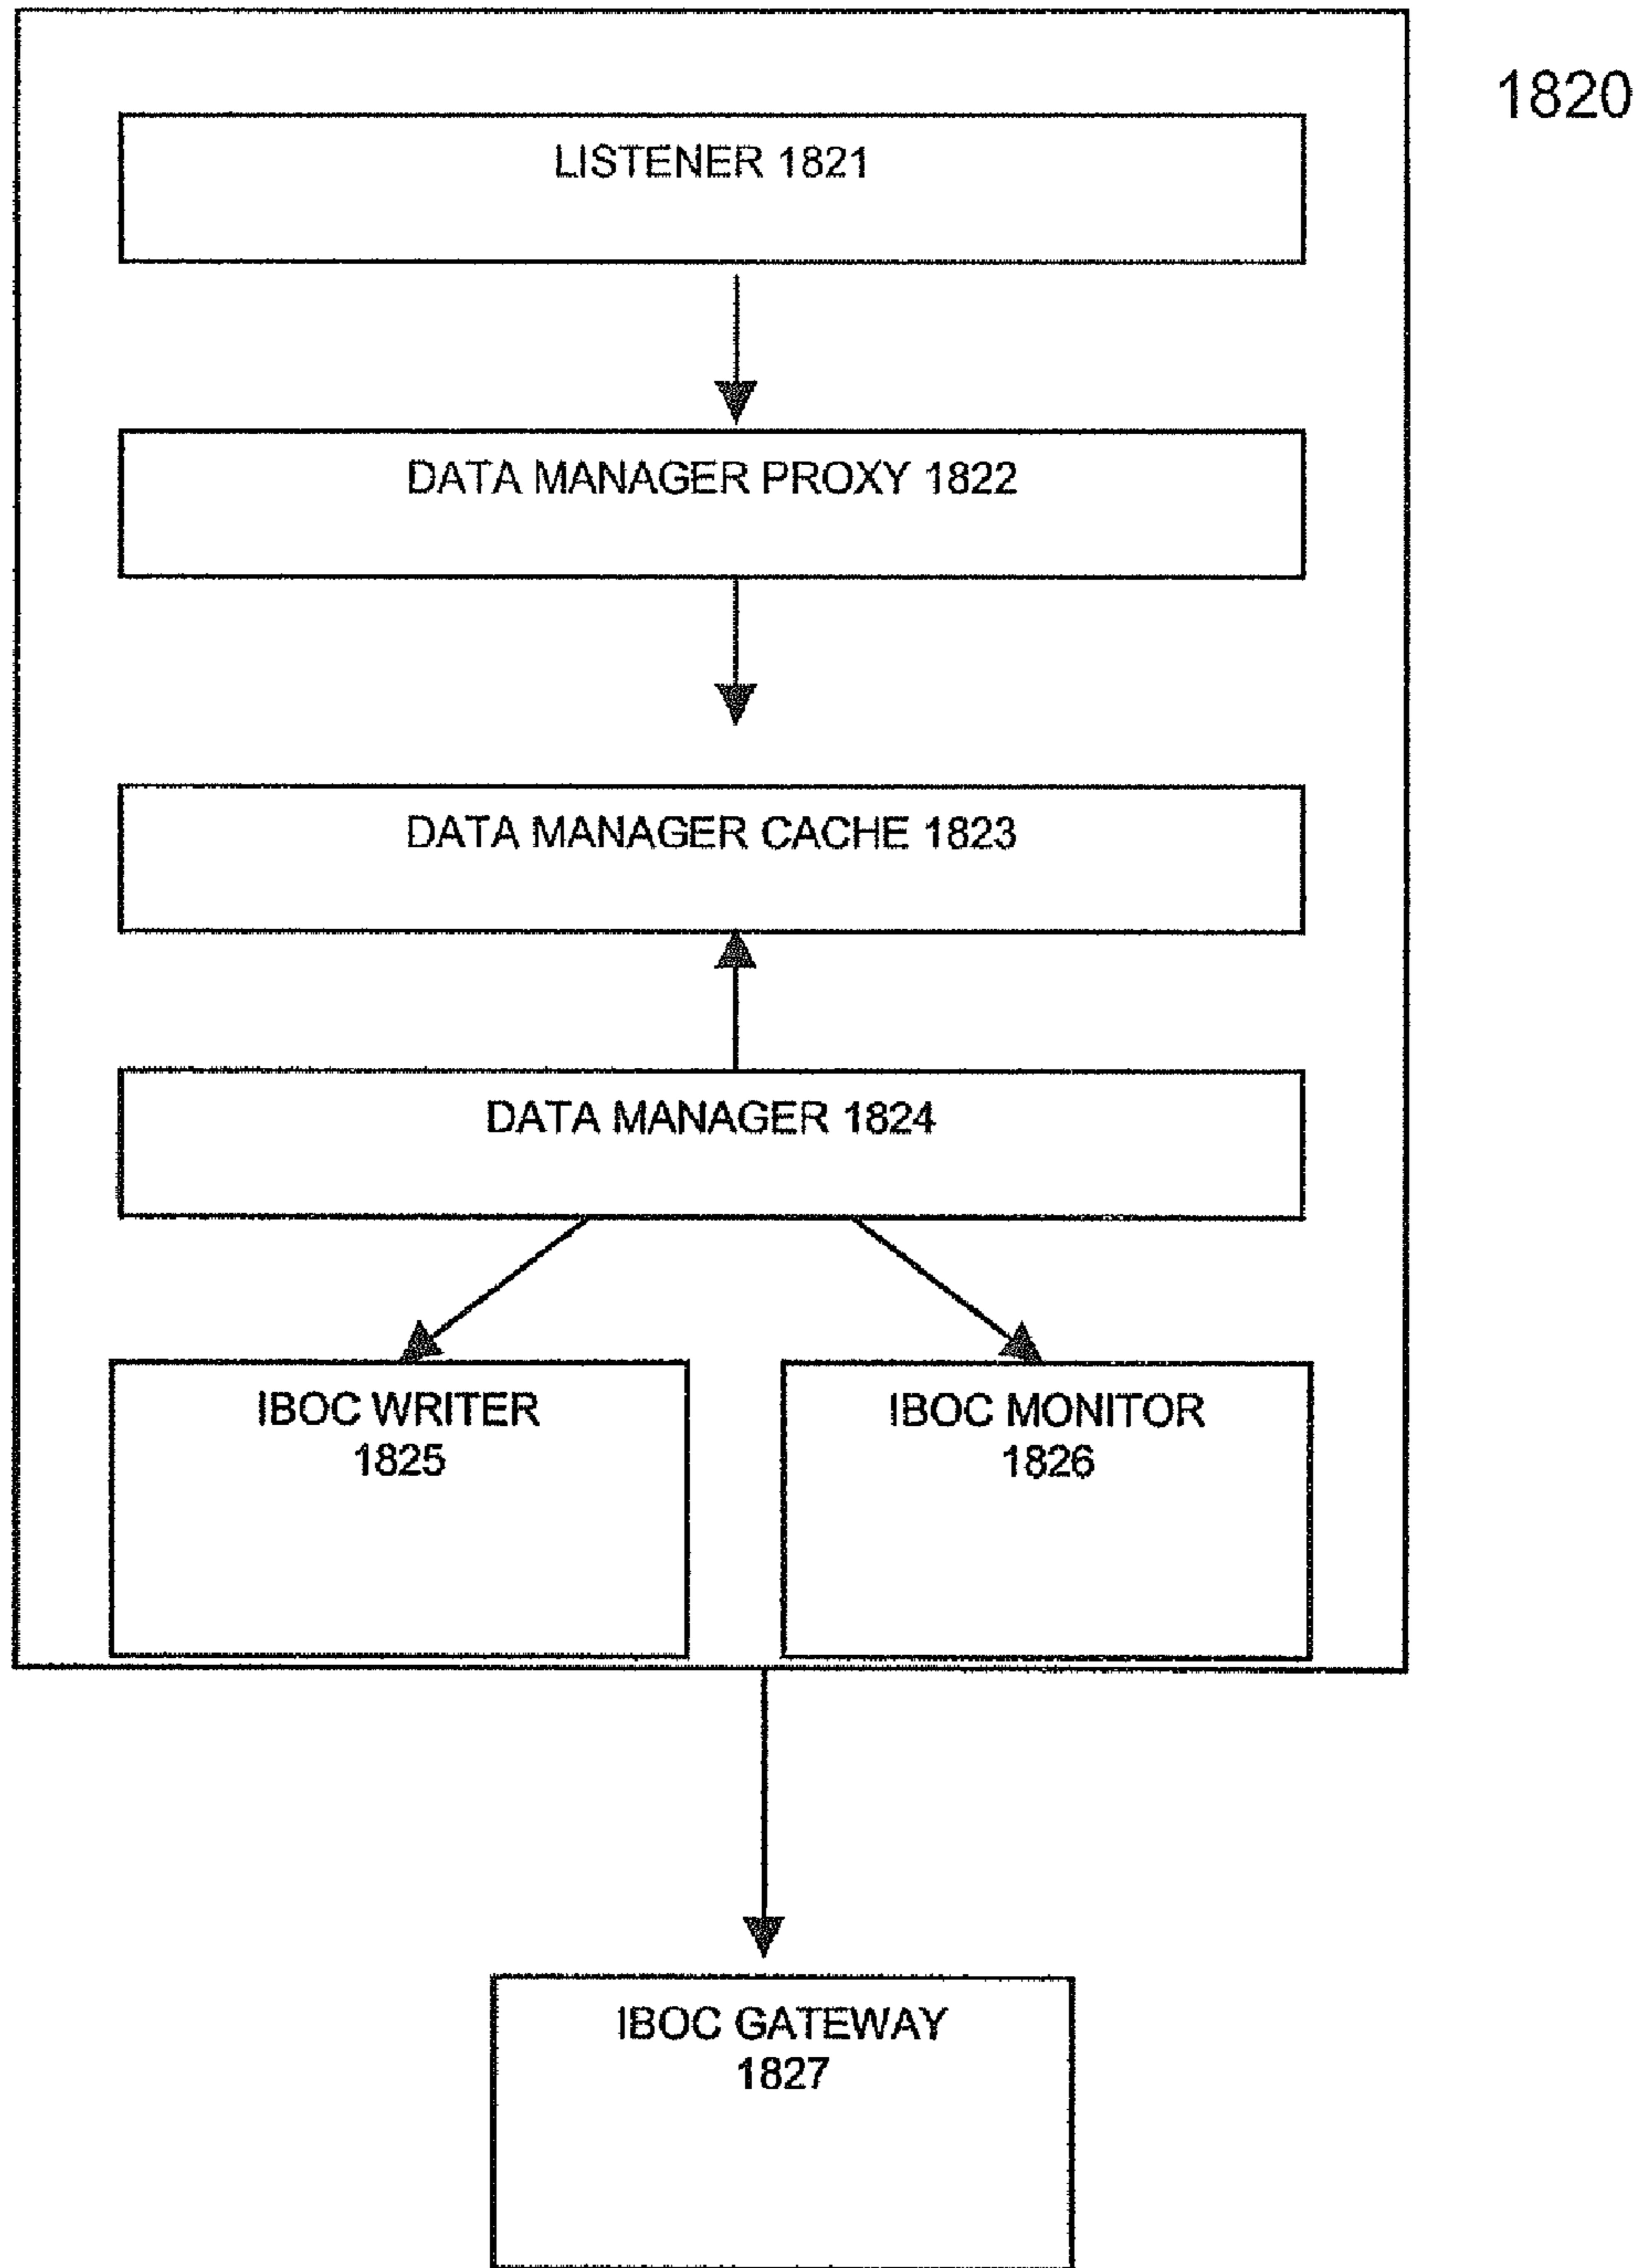 1820
LISTENER 1821
DATA MANAGER PROXY 1822
DATA MANAGER CACHE 1823
DATA MANAGER 1824
IBOC WRITER
1825
IBOC MONITOR
1826
IBOC GATEWAY
1827